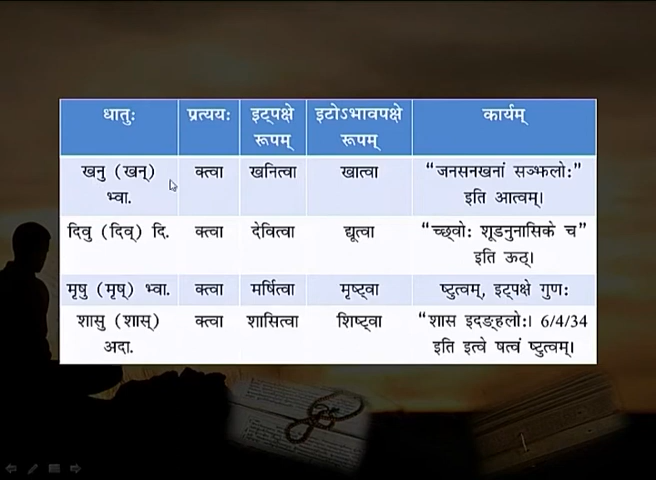 धातुः प्रत्ययः इट्पक्षे इटोऽभावपक्षे कार्यम्
रूपम् रूपम्
खनु (खन्) क्त्वा खनित्वा खात्वा “जनसनखनां सञ्झलोः”
भ्वा. इति आत्वम्।
दिवु (दिव्) दि. क्त्वा देवित्वा द्यूत्वा “च्छ्वोः शूडनुनासिके च”
इति ऊठ्।
मृषु (मृष्) भ्वा. क्त्वा मर्षित्वा मृष्ट्वा ष्टुत्वम्, इट्पक्षे गुणः
शासु (शास्) क्त्वा शासित्वा शिष्ट्वा “शास इदङ्हलोः। 6/4/34
अदा. इति इत्वे षत्वं ष्टुत्वम्।